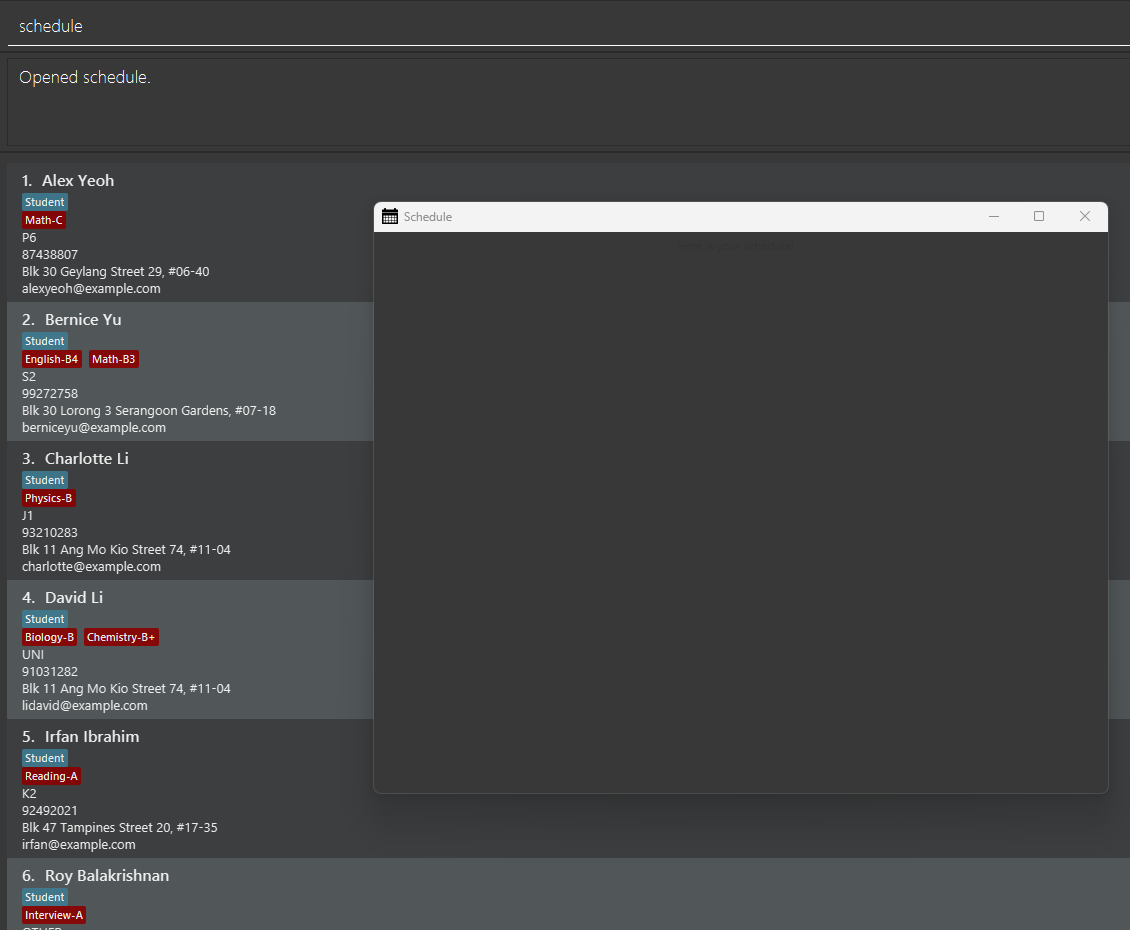 schedule
Opened schedule.
1. Alex Yeoh
Student
Math-C
P6
87438807
Blk 30 Geylang Street 29, #06-40
alexyeoh@example.com
2. Bernice Yu
Student
English-B4 Math-B3
S2
99272758
Blk 30 Lorong 3 Serangoon Gardens, #07-18
berniceyu@example.com
3. Charlotte Li
Student
Physics-B
J1
93210283
Blk 11 Ang Mo Kio Street 74, #11-04
charlotte@example.com
4. David Li
Student
Biology-B Chemistry-B+
UNI
91031282
Blk 11 Ang Mo Kio Street 74, #11-04
lidavid@example.com
5. Irfan Ibrahim
Student
Reading-A
K2
92492021
Blk 47 Tampines Street 20, #17-35
irfan@example.com
6. Roy Balakrishnan
Student
Interview-A
Schedule